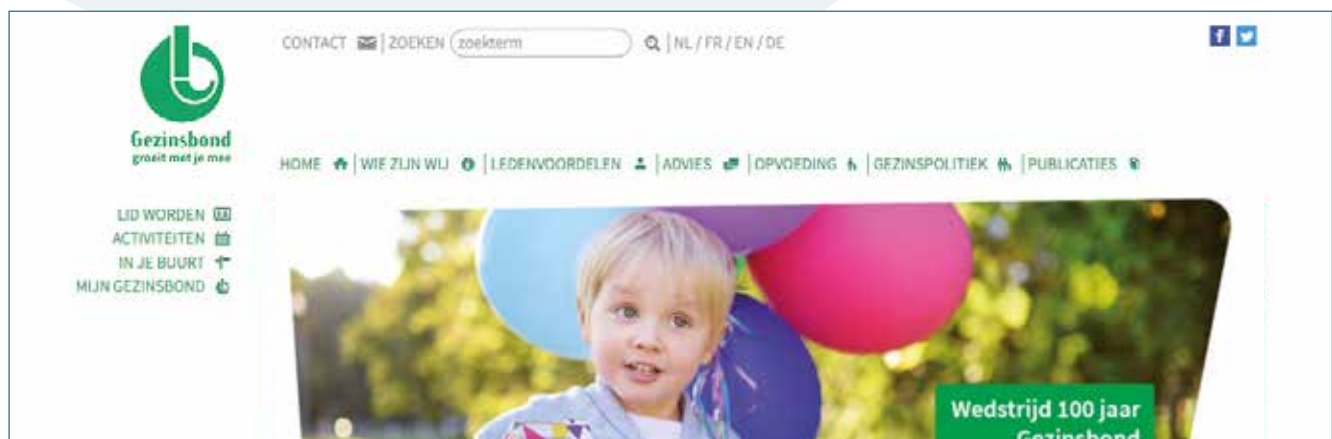 CONTACT | ZOEKEN zoekterm | NL / FR / EN / DE
Gezinsbond
groeit met je mee
HOME | WIE ZIJN WIJ | LEDENVOORDELEN | ADVIES | OPVOEDING | GEZINSPOLITIEK | PUBLICATIES
LID WORDEN
ACTIVITEITEN
IN JE BUURT
MIJN GEZINSBOND
Wedstrijd 100 jaar
Gezinsbond